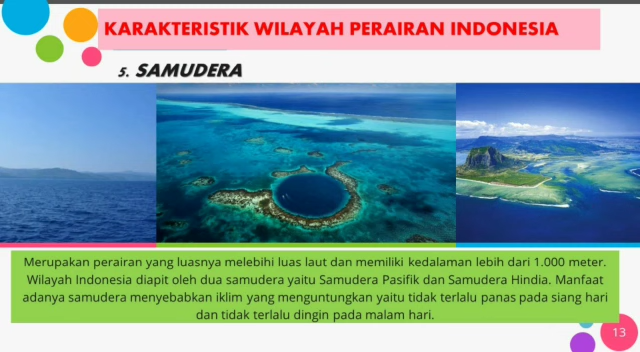 KARAKTERISTIK WILAYAH PERAIRAN INDONESIA
5. SAMUDERA
Merupakan perairan yang luasnya melebihi luas laut dan memiliki kedalaman lebih dari 1.000 meter.
Wilayah Indonesia diapit oleh dua samudera yaitu Samudera Pasifik dan Samudera Hindia. Manfaat
adanya samudera menyebabkan iklim yang menguntungkan yaitu tidak terlalu panas pada siang hari
dan tidak terlalu dingin pada malam hari.
13